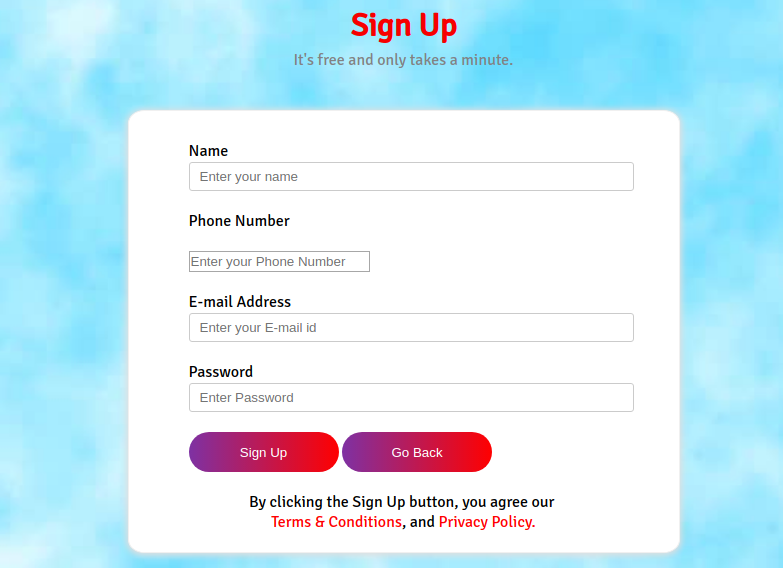 Sign Up
It's free and only takes a minute.
Name
Enter your name
Phone Number
Enter your Phone Number
E-mail Address
Enter your E-mail id
Password
Enter Password
Sign Up Go Back
By clicking the Sign Up button, you agree our
Terms & Conditions, and Privacy Policy.